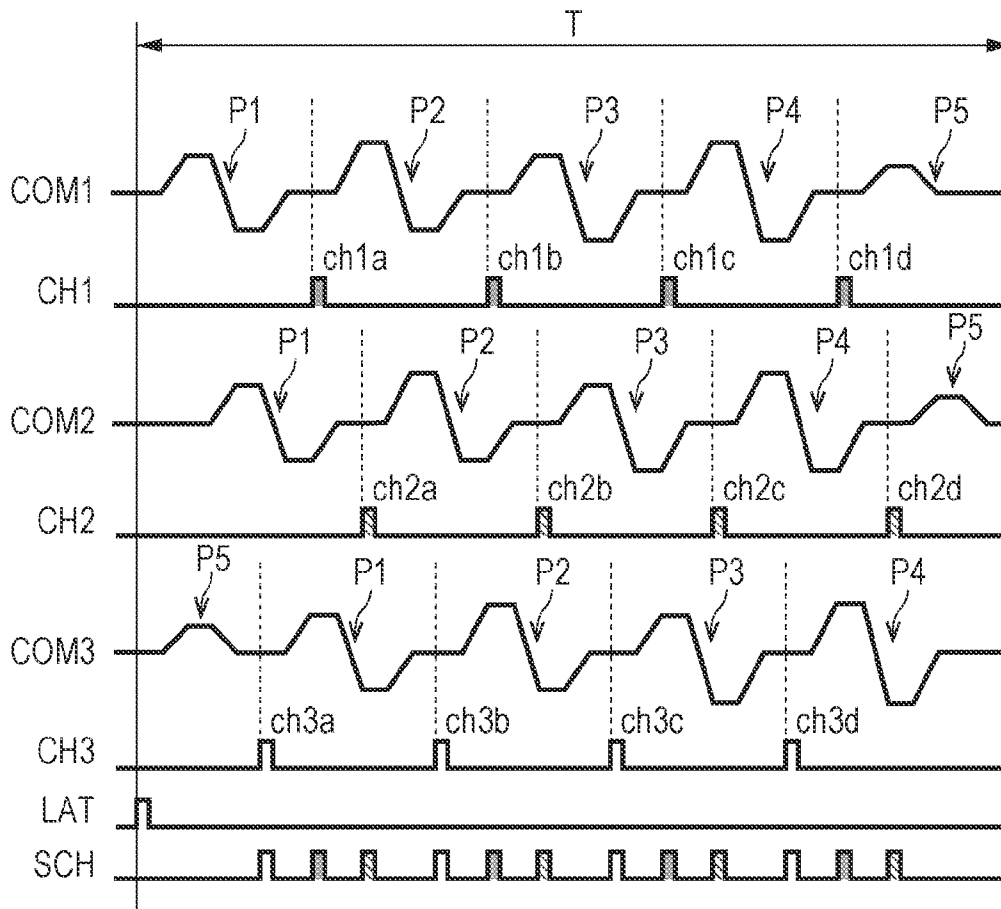 T
P1 P2 P3 P4 P5
COM1
ch1a ch1b ch1c ch1d
CH1
P1 P2 P3 P4 P5
COM2
ch2a ch2b ch2c ch2d
CH2
P5 P1 P2 P3 P4
COM3
ch3a ch3b ch3c ch3d
CH3
LAT
SCH